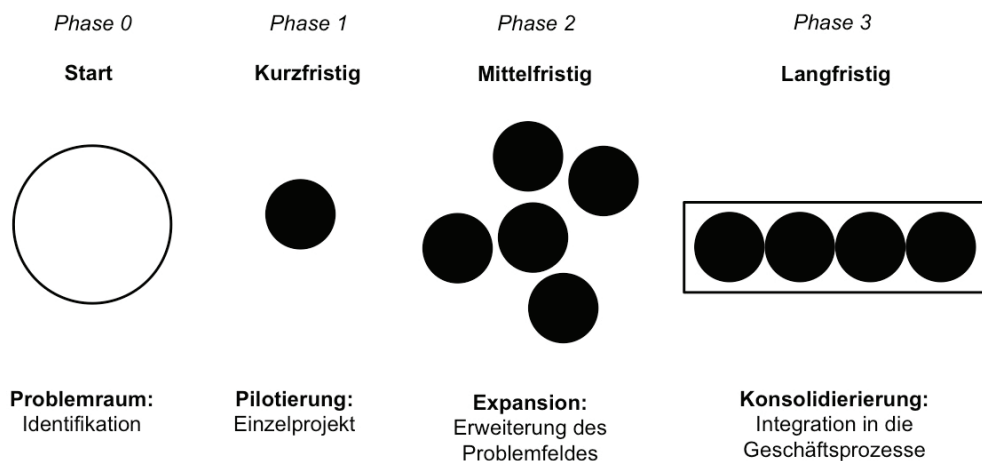 Phase 0
Phase 1
Phase 2
Phase 3
Start
Kurzfristig
Mittelfristig
Langfristig
Problemraum:
Identifikation
Pilotierung:
Einzelprojekt
Expansion:
Erweiterung des
Problemfeldes
Konsolidierierung:
Integration in die
Geschäftsprozesse